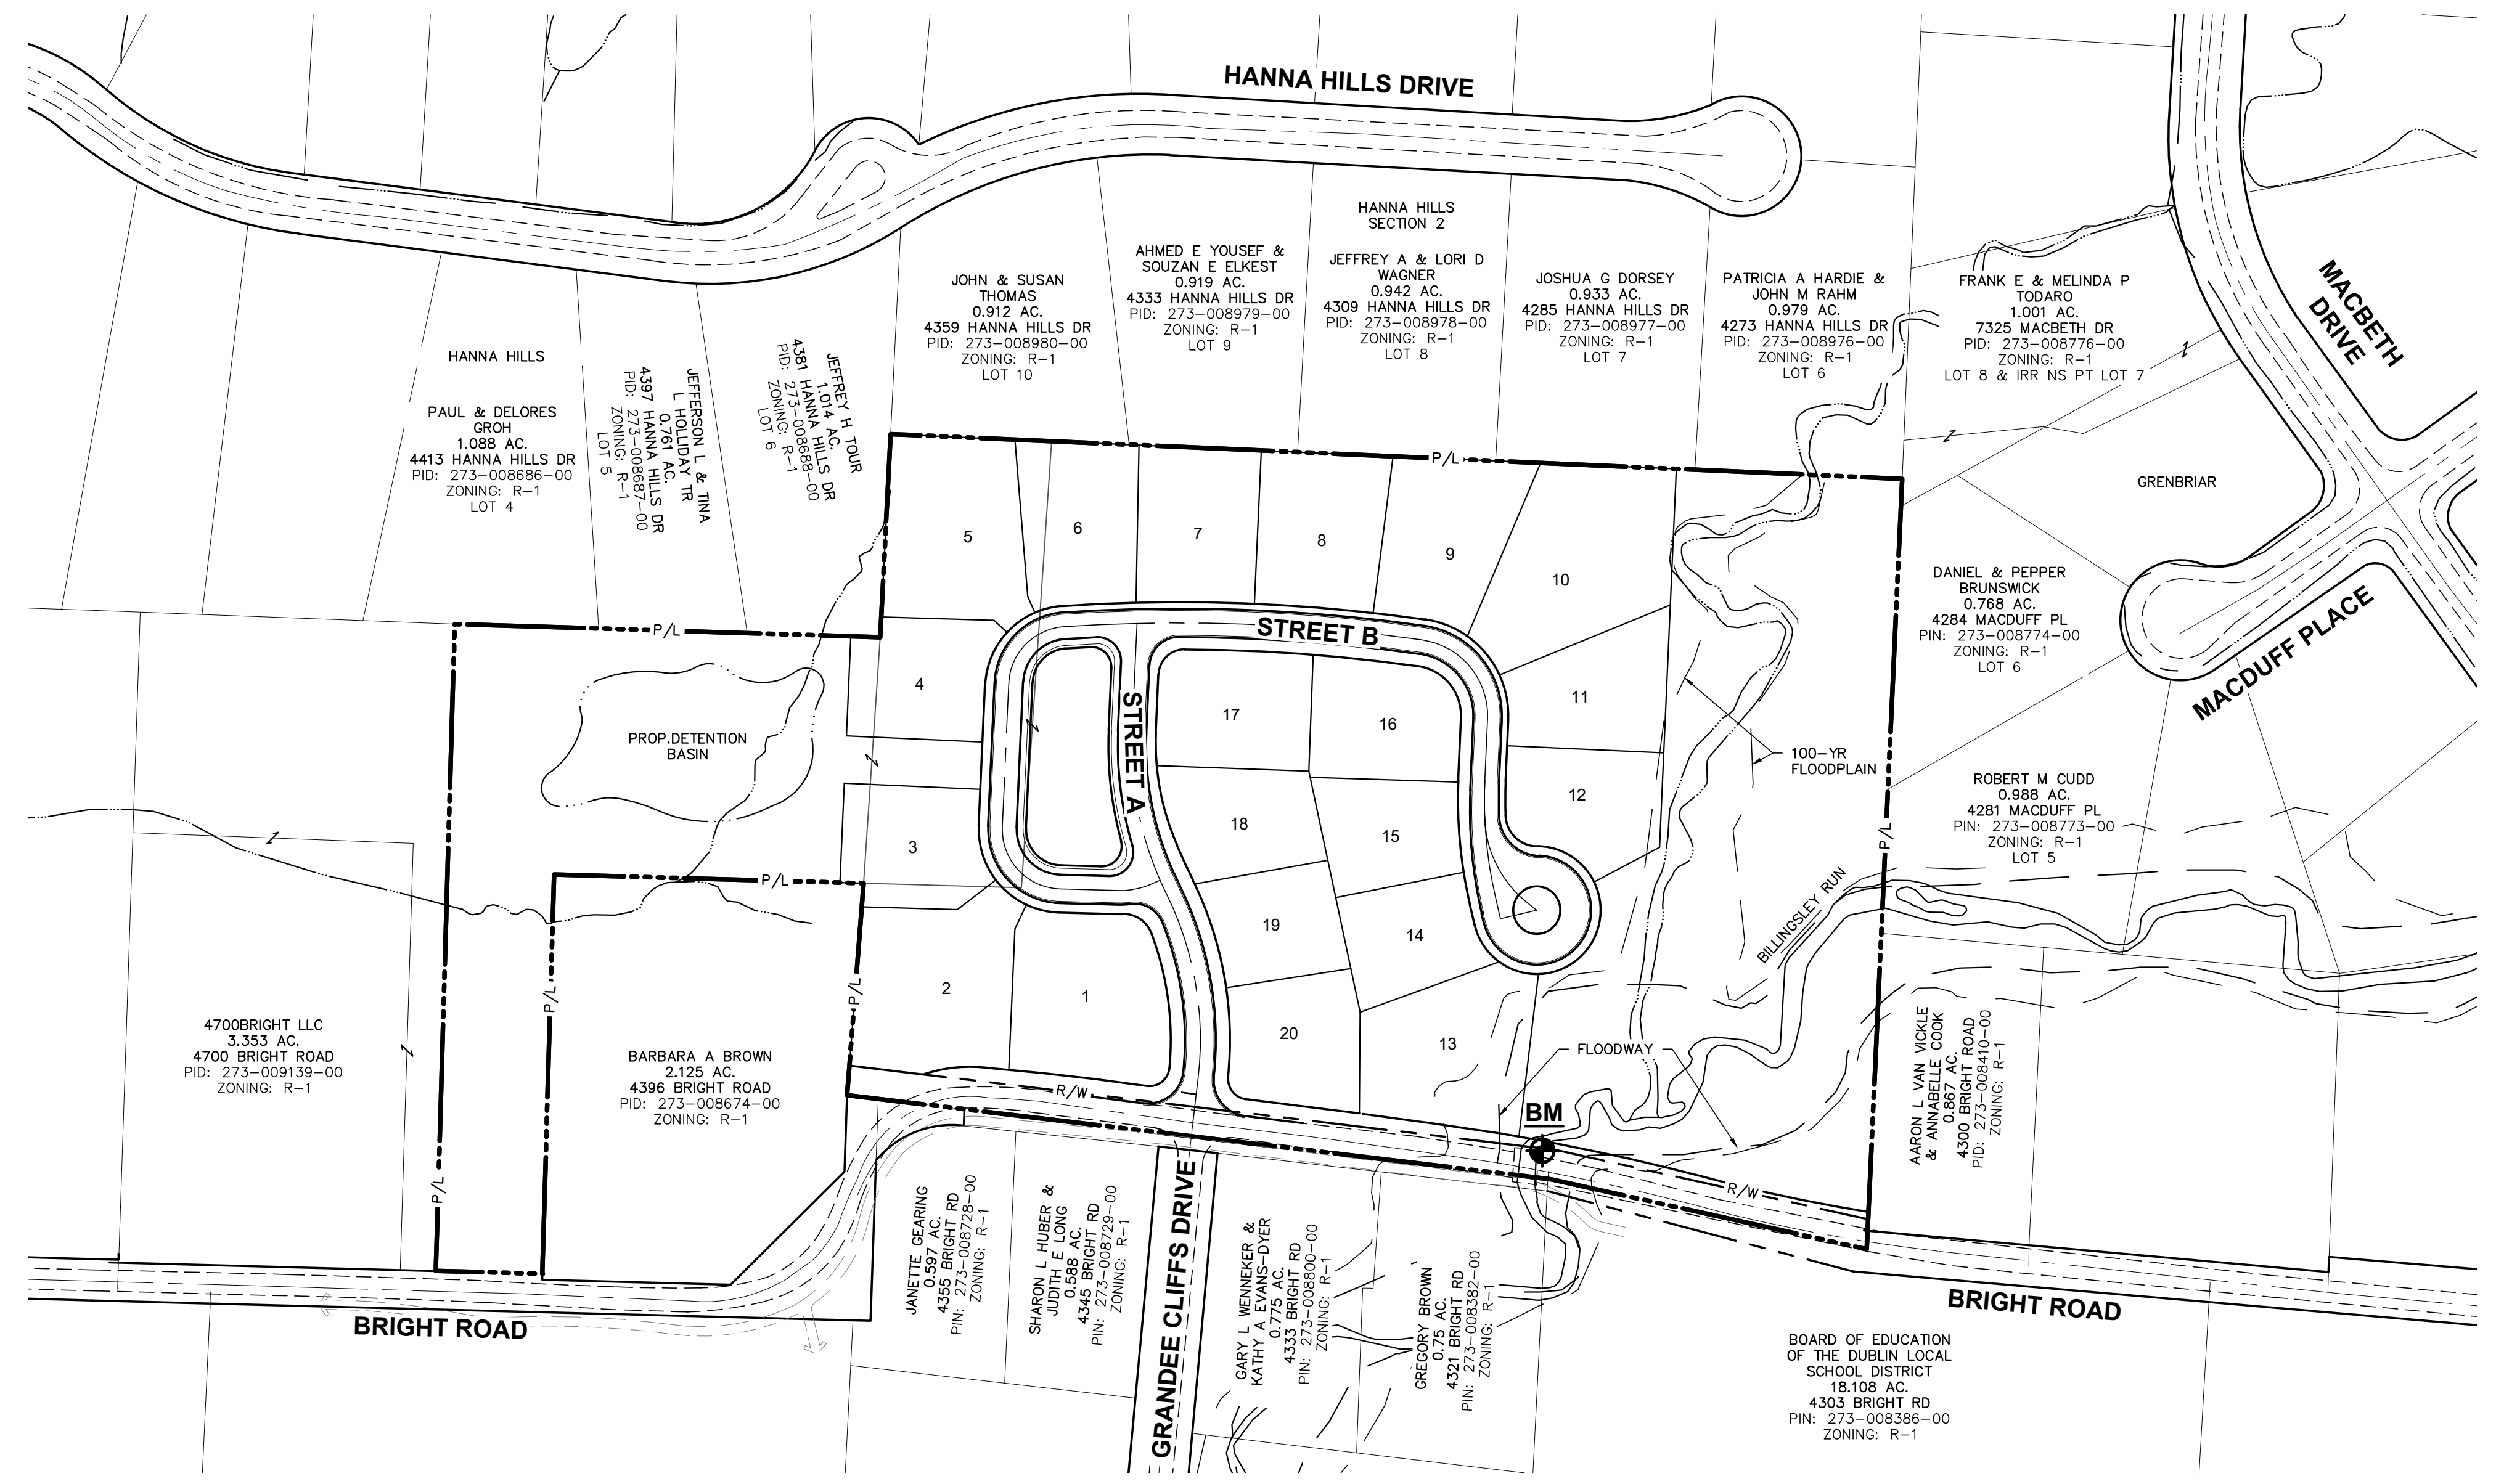 HANNA HILLS DRIVE
MACBETH
DRIVE
HANNA HILLS
SECTION 2
JOHN & SUSAN
THOMAS
0.912 AC.
4359 HANNA HILLS DR
PID: 273-008980-00
ZONING: R-1
LOT 10
AHMED E YOUSEF &
SOUZAN E ELKEST
0.919 AC.
4333 HANNA HILLS DR
PID: 273-008979-00
ZONING: R-1
LOT 9
JEFFREY A & LORI D
WAGNER
0.942 AC.
4309 HANNA HILLS DR
PID: 273-008978-00
ZONING: R-1
LOT 8
JOSHUA G DORSEY
0.933 AC.
4285 HANNA HILLS DR
PID: 273-008977-00
ZONING: R-1
LOT 7
PATRICIA A HARDIE &
JOHN M RAHM
0.979 AC.
4273 HANNA HILLS DR
PID: 273-008976-00
ZONING: R-1
LOT 6
FRANK E & MELINDA P
TODARO
1.001 AC.
7325 MACBETH DR
PID: 273-008776-00
ZONING: R-1
LOT 8 & IRR NS PT LOT 7
HANNA HILLS
PAUL & DELORES
GROH
1.088 AC.
4413 HANNA HILLS DR
PID: 273-008686-00
ZONING: R-1
LOT 4
JEFFERSON L & TINA
L HOLLIDAY TR
0.761 AC.
4397 HANNA HILLS DR
PID: 273-008687-00
ZONING: R-1
LOT 5
JEFFREY H TOUR
1.014 AC.
4381 HANNA HILLS DR
PID: 273-008688-00
ZONING: R-1
LOT 6
P/L
GRENBRIAR
5
6
7
8
9
10
DANIEL & PEPPER
BRUNSWICK
0.768 AC.
4284 MACDUFF PL
PIN: 273-008774-00
ZONING: R-1
LOT 6
MACDUFF PLACE
P/L
STREET B
4
STREET A
17
16
11
PROP.DETENTION
BASIN
100-YR
FLOODPLAIN
ROBERT M CUDD
0.988 AC.
4281 MACDUFF PL
PIN: 273-008773-00
ZONING: R-1
LOT 5
P/L
3
18
15
12
P/L
BILLINGSLEY RUN
19
14
2
1
P/L
P/L
20
13
FLOODWAY
4700BRIGHT LLC
3.353 AC.
4700 BRIGHT ROAD
PID: 273-009139-00
ZONING: R-1
BARBARA A BROWN
2.125 AC.
4396 BRIGHT ROAD
PID: 273-008674-00
ZONING: R-1
R/W
BM
AARON L VAN VICKLE
& ANNABELLE COOK
0.867 AC.
4300 BRIGHT ROAD
PID: 273-008410-00
ZONING: R-1
P/L
R/W
JANETTE GEARING
0.597 AC.
4355 BRIGHT RD
PIN: 273-008728-00
ZONING: R-1
SHARON L HUBER &
JUDITH E LONG
0.588 AC.
4345 BRIGHT RD
PIN: 273-008729-00
ZONING: R-1
GRANDEE CLIFFS DRIVE
GARY L WENNEKER &
KATHY A EVANS-DYER
0.775 AC.
4333 BRIGHT RD
PIN: 273-008800-00
ZONING: R-1
GREGORY BROWN
0.75 AC.
4321 BRIGHT RD
PIN: 273-008382-00
ZONING: R-1
BRIGHT ROAD
BRIGHT ROAD
BOARD OF EDUCATION
OF THE DUBLIN LOCAL
SCHOOL DISTRICT
18.108 AC.
4303 BRIGHT RD
PIN: 273-008386-00
ZONING: R-1